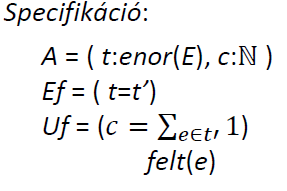 Specifikáció:
A = ( t:enor(E), c:ℕ )
Ef = ( t=t’)
Uf = (c = ∑e∈t′ 1)
felt(e)